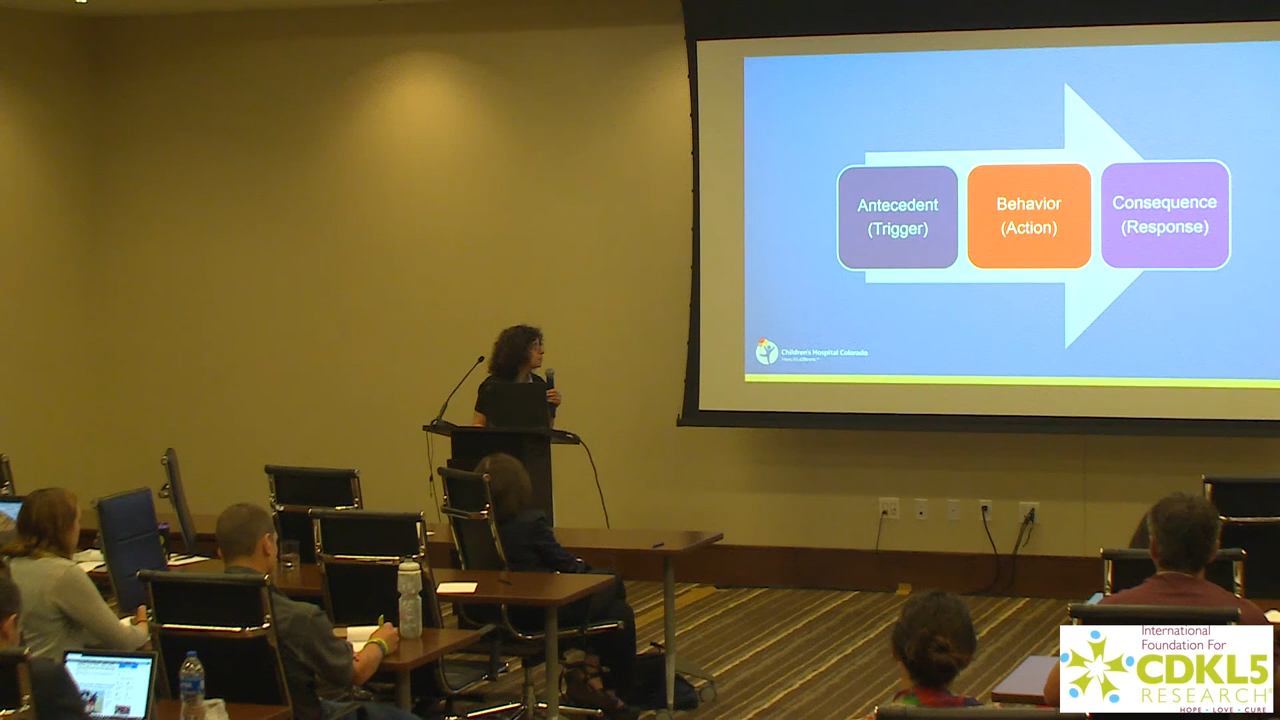 Antecedent
(Trigger)
Behavior
(Action)
Consequence
(Response)
Children's Hospital Colorado
International
Foundation For
CDKL5
RESEARCH
HOPE • LOVE • CURE